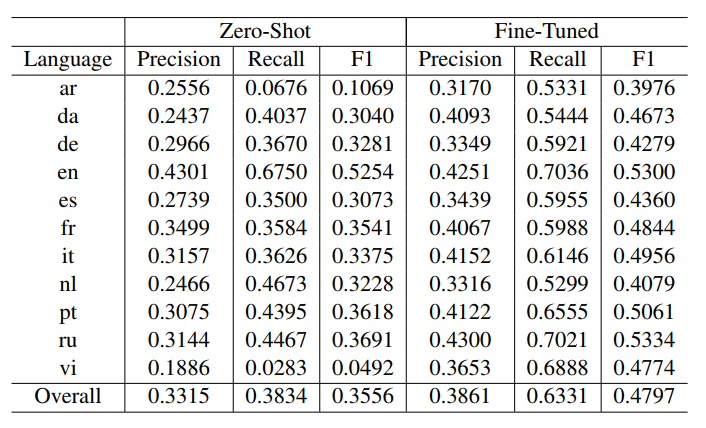 Zero-Shot Fine-Tuned
Language Precision Recall F1 Precision Recall F1
ar 0.2556 0.0676 0.1069 0.3170 0.5331 0.3976
da 0.2437 0.4037 0.3040 0.4093 0.5444 0.4673
de 0.2966 0.3670 0.3281 0.3349 0.5921 0.4279
en 0.4301 0.6750 0.5254 0.4251 0.7036 0.5300
es 0.2739 0.3500 0.3073 0.3439 0.5955 0.4360
fr 0.3499 0.3584 0.3541 0.4067 0.5988 0.4844
it 0.3157 0.3626 0.3375 0.4152 0.6146 0.4956
nl 0.2466 0.4673 0.3228 0.3316 0.5299 0.4079
pt 0.3075 0.4395 0.3618 0.4122 0.6555 0.5061
ru 0.3144 0.4467 0.3691 0.4300 0.7021 0.5334
vi 0.1886 0.0283 0.0492 0.3653 0.6888 0.4774
Overall 0.3315 0.3834 0.3556 0.3861 0.6331 0.4797